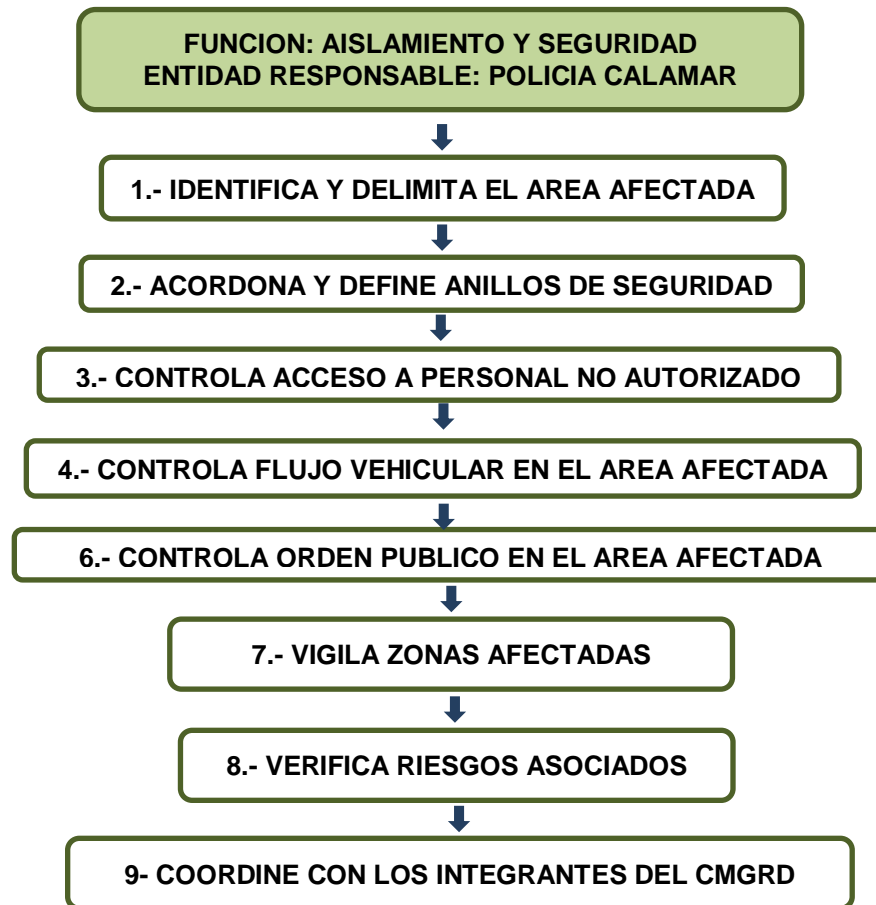 FUNCION: AISLAMIENTO Y SEGURIDAD
ENTIDAD RESPONSABLE: POLICIA CALAMAR
1.- IDENTIFICA Y DELIMITA EL AREA AFECTADA
2.- ACORDONA Y DEFINE ANILLOS DE SEGURIDAD
3.- CONTROLA ACCESO A PERSONAL NO AUTORIZADO
4.- CONTROLA FLUJO VEHICULAR EN EL AREA AFECTADA
6.- CONTROLA ORDEN PUBLICO EN EL AREA AFECTADA
7.- VIGILA ZONAS AFECTADAS
8.- VERIFICA RIESGOS ASOCIADOS
9- COORDINE CON LOS INTEGRANTES DEL CMGRD